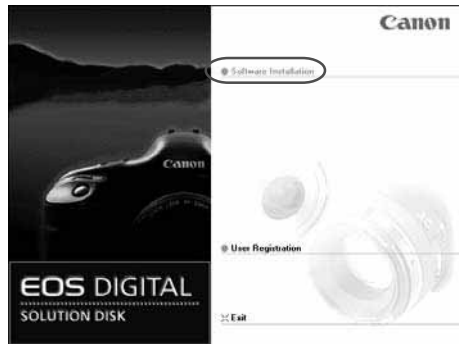 Canon
Software Installation
Canon
User Registration
EOS DIGITAL
SOLUTION DISK
Exit